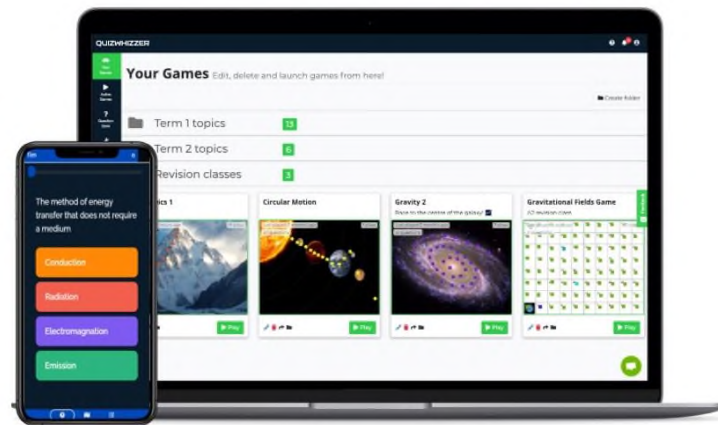 QUIZWHIZZER
Your Games Edit, delete and launch games from here!
Create folder
Term 1 topics 13
Term 2 topics 6
Revision classes 3
Circular Motion
Gravity 2
Race to the centre of the galaxy!
Gravitational Fields Game
Play
Play
Play
Play
Feedback
The method of energy
transfer that does not require
a medium
Conduction
Radiation
Electromagnation
Emission